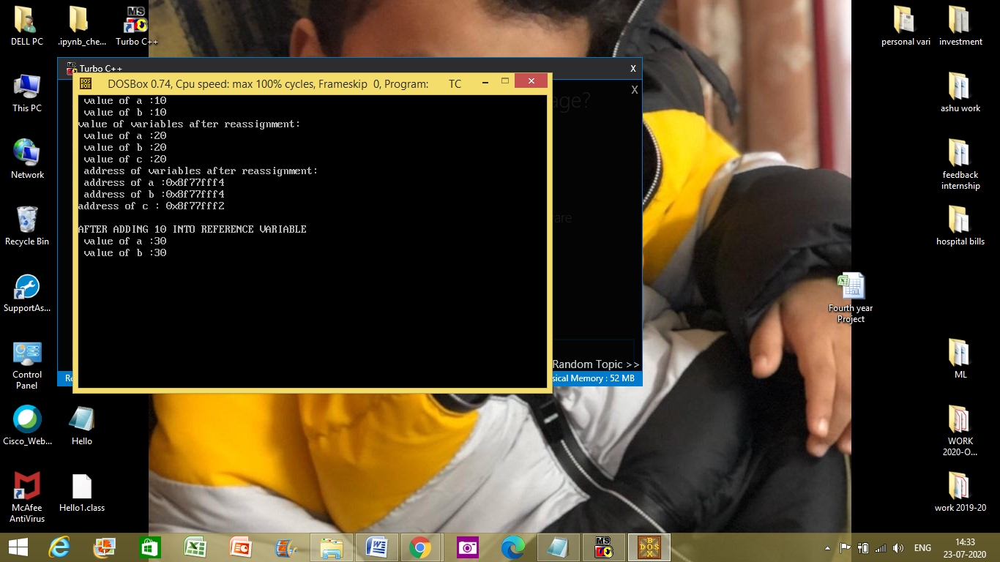 DELL PC
.ipynb_che...
Turbo C++
personal vari
investment
This PC
ashu work
Network
feedback
internship
Recycle Bin
hospital bills
SupportAs...
Fourth year
Project
Control
Panel
ML
Cisco_Web...
Hello
WORK
2020-O...
McAfee
AntiVirus
Hello1.class
work 2019-20
Turbo C++
X
X
age?
are
Random Topic >>
Re
sical Memory : 52 MB
DOSBox 0.74, Cpu speed: max 100% cycles, Frameskip 0, Program: TC
value of a :10
value of b :10
value of variables after reassignment:
value of a :20
value of b :20
value of c :20
address of variables after reassignment:
address of a :0x8f77fff4
address of b :0x8f77fff4
address of c : 0x8f77fff2
AFTER ADDING 10 INTO REFERENCE VARIABLE
value of a :30
value of b :30
ENG
14:33
23-07-2020